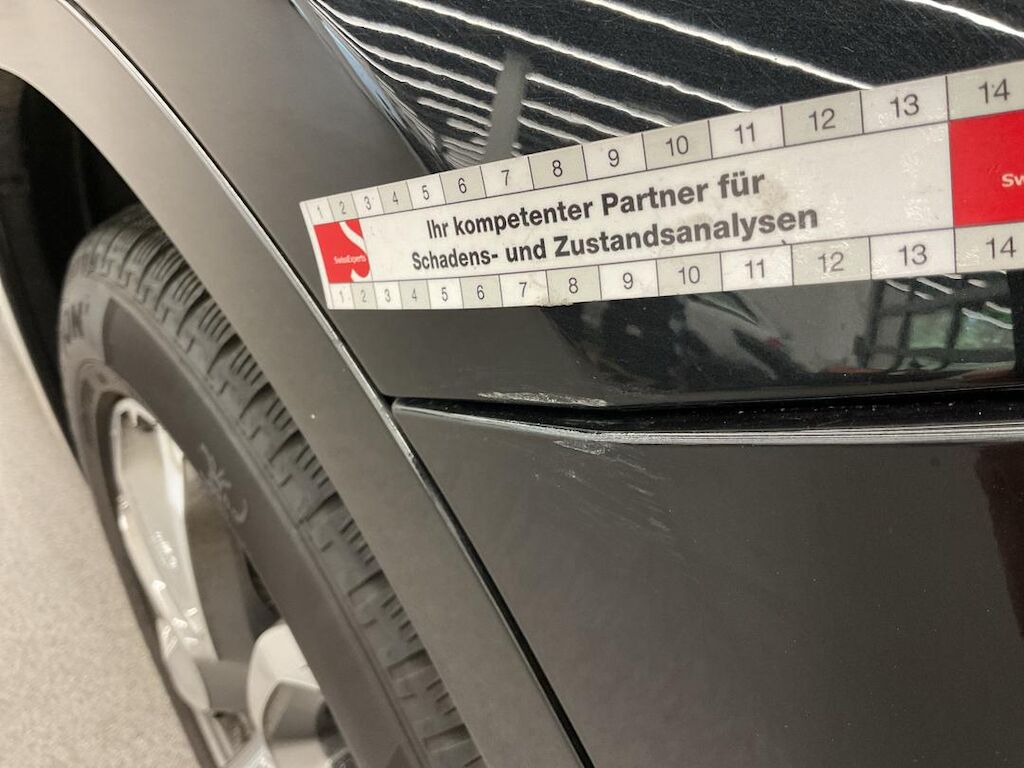 1 2 3 4 5 6 7 8 9 10 11 12 13 14
Ihr kompetenter Partner für
Schadens- und Zustandsanalysen
SwissExperts
1 2 3 4 5 6 7 8 9 10 11 12 13 14